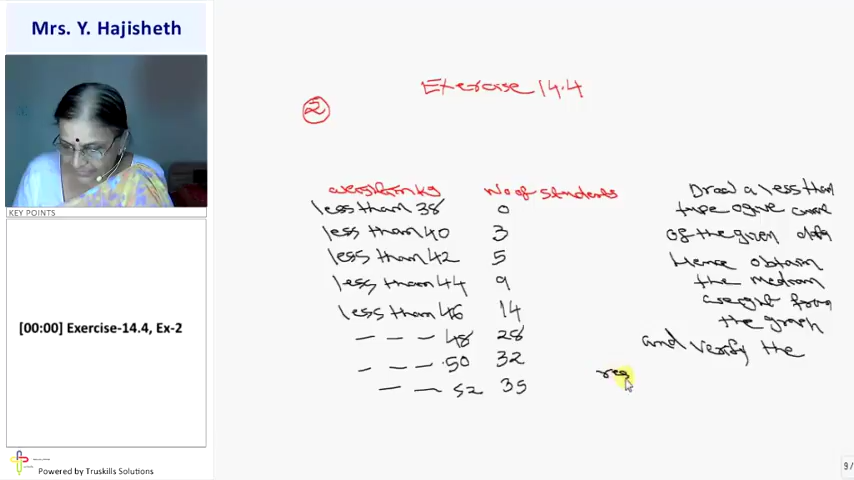 Mrs. Y. Hajisheth
KEY POINTS
[00:00] Exercise-14.4, Ex-2
Powered by Truskills Solutions
Exercise 14.4
2
weight in kg No of students
less than 38 0
less than 40 3
less than 42 5
less than 44 9
less than 46 14
— — — 48 28
— — — 50 32
— — 52 35
Draw a less than
type ogive curve
of the given data
Hence obtain
the median
weight from
the graph
and verify the
res
9/